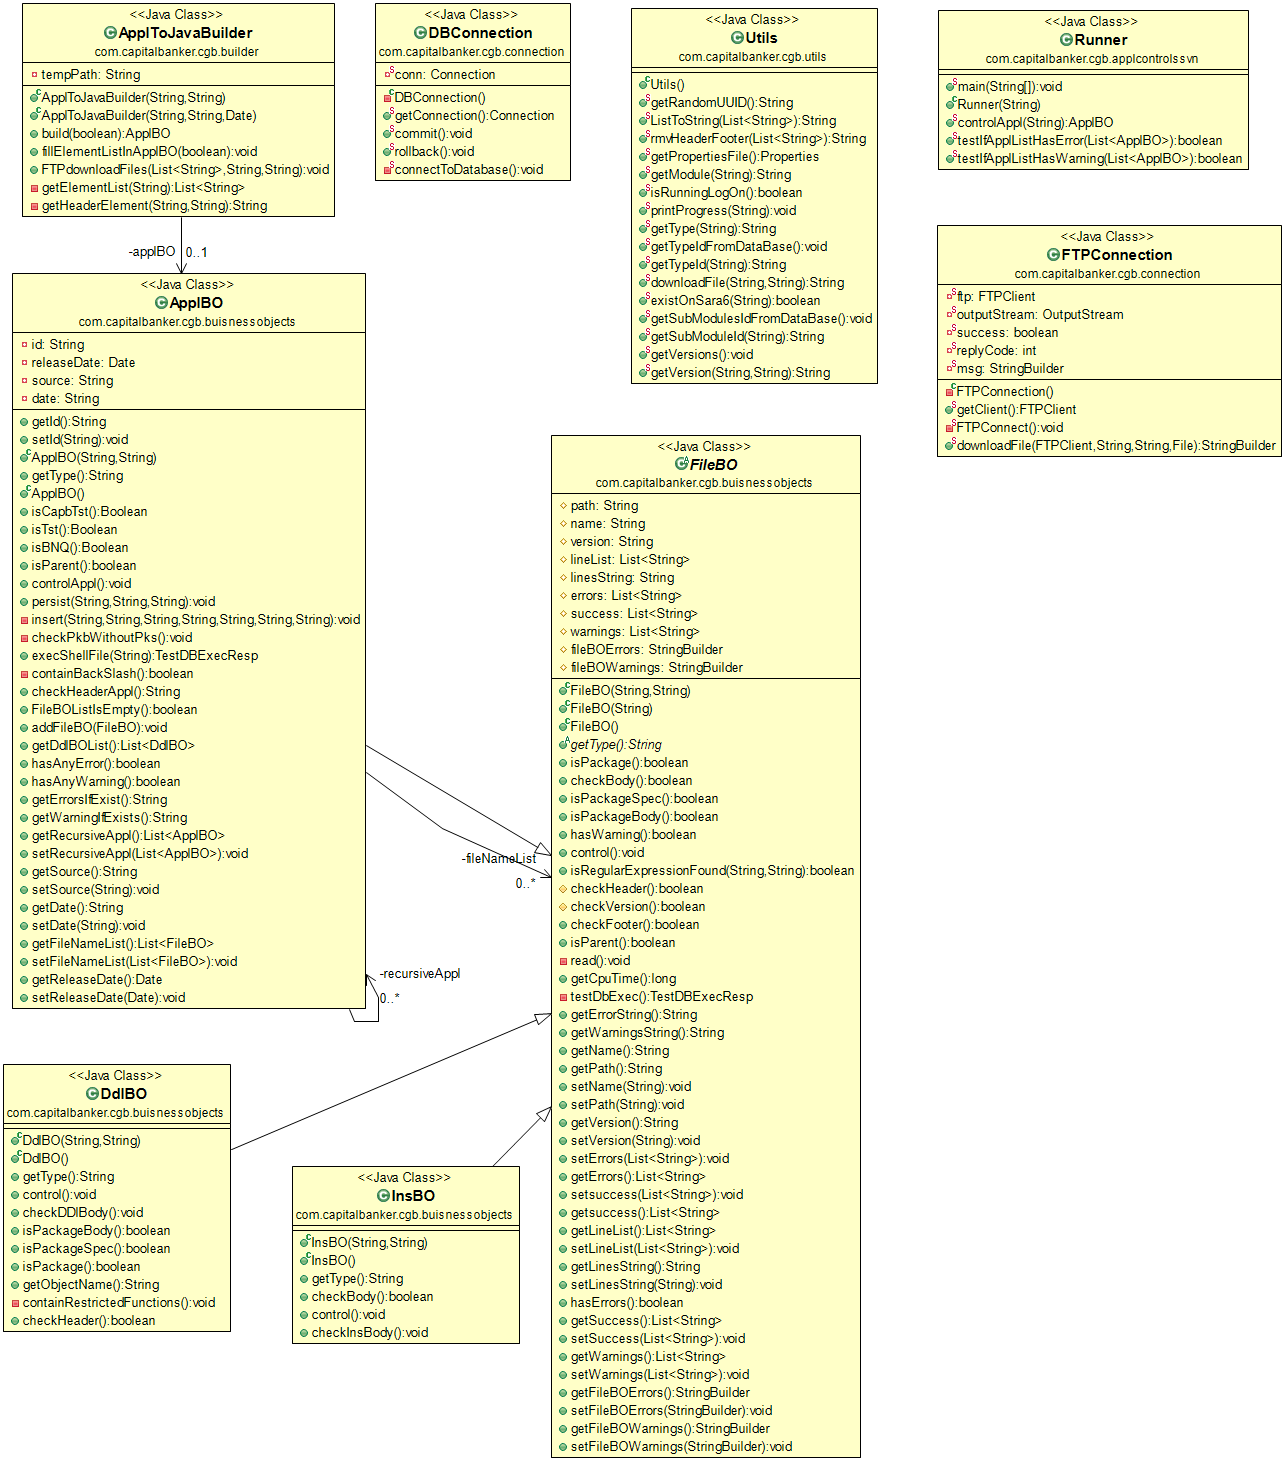 <<Java Class>>
ApplToJavaBuilder
com.capitalbanker.cgb.builder
tempPath: String
ApplToJavaBuilder(String,String)
ApplToJavaBuilder(String,String,Date)
build(boolean):ApplBO
fillElementListInApplBO(boolean):void
FTPdownloadFiles(List<String>,String,String):void
getElementList(String):List<String>
getHeaderElement(String,String):String
<<Java Class>>
DBConnection
com.capitalbanker.cgb.connection
conn: Connection
DBConnection()
getConnection():Connection
commit():void
rollback():void
connectToDatabase():void
<<Java Class>>
Utils
com.capitalbanker.cgb.utils
Utils()
getRandomUUID():String
ListToString(List<String>):String
rmvHeaderFooter(List<String>):String
getPropertiesFile():Properties
getModule(String):String
isRunningLogOn():boolean
printProgress(String):void
getType(String):String
getTypeIdFromDataBase():void
getTypeId(String):String
downloadFile(String,String):String
existOnSara6(String):boolean
getSubModulesIdFromDataBase():void
getSubModuleId(String):String
getVersions():void
getVersion(String,String):String
<<Java Class>>
Runner
com.capitalbanker.cgb.applcontrolssvn
main(String[]):void
Runner(String)
controlAppl(String):ApplBO
testIfApplListHasError(List<ApplBO>):boolean
testIfApplListHasWarning(List<ApplBO>):boolean
<<Java Class>>
FTPConnection
com.capitalbanker.cgb.connection
ftp: FTPClient
outputStream: OutputStream
success: boolean
replyCode: int
msg: StringBuilder
FTPConnection()
getClient():FTPClient
FTPConnect():void
downloadFile(FTPClient,String,String,File):StringBuilder
-applBO
0..1
<<Java Class>>
ApplBO
com.capitalbanker.cgb.buisnessobjects
id: String
releaseDate: Date
source: String
date: String
getId():String
setId(String):void
ApplBO(String,String)
getType():String
ApplBO()
isCapbTst():Boolean
isTst():Boolean
isBNQ():Boolean
isParent():boolean
controlAppl():void
persist(String,String,String):void
insert(String,String,String,String,String,String,String):void
checkPkbWithoutPks():void
execShellFile(String):TestDBExecResp
containBackSlash():boolean
checkHeaderAppl():String
FileBOListIsEmpty():boolean
addFileBO(FileBO):void
getDdlBOList():List<DdlBO>
hasAnyError():boolean
hasAnyWarning():boolean
getErrorsIfExist():String
getWarningIfExists():String
getRecursiveAppl():List<ApplBO>
setRecursiveAppl(List<ApplBO>):void
getSource():String
setSource(String):void
getDate():String
setDate(String):void
getFileNameList():List<FileBO>
setFileNameList(List<FileBO>):void
getReleaseDate():Date
setReleaseDate(Date):void
-fileNameList
0..*
-recursiveAppl
0..*
<<Java Class>>
FileBO
com.capitalbanker.cgb.buisnessobjects
path: String
name: String
version: String
lineList: List<String>
linesString: String
errors: List<String>
success: List<String>
warnings: List<String>
fileBOErrors: StringBuilder
fileBOWarnings: StringBuilder
FileBO(String,String)
FileBO(String)
FileBO()
getType():String
isPackage():boolean
checkBody():boolean
isPackageSpec():boolean
isPackageBody():boolean
hasWarning():boolean
control():void
isRegularExpressionFound(String,String):boolean
checkHeader():boolean
checkVersion():boolean
checkFooter():boolean
isParent():boolean
read():void
getCpuTime():long
testDbExec():TestDBExecResp
getErrorString():String
getWarningsString():String
getName():String
getPath():String
setName(String):void
setPath(String):void
getVersion():String
setVersion(String):void
setErrors(List<String>):void
getErrors():List<String>
setsuccess(List<String>):void
getsuccess():List<String>
getLineList():List<String>
setLineList(List<String>):void
getLinesString():String
setLinesString(String):void
hasErrors():boolean
getSuccess():List<String>
setSuccess(List<String>):void
getWarnings():List<String>
setWarnings(List<String>):void
getFileBOErrors():StringBuilder
setFileBOErrors(StringBuilder):void
getFileBOWarnings():StringBuilder
setFileBOWarnings(StringBuilder):void
<<Java Class>>
DdlBO
com.capitalbanker.cgb.buisnessobjects
DdlBO(String,String)
DdlBO()
getType():String
control():void
checkDDlBody():void
isPackageBody():boolean
isPackageSpec():boolean
isPackage():boolean
getObjectName():String
containRestrictedFunctions():void
checkHeader():boolean
<<Java Class>>
InsBO
com.capitalbanker.cgb.buisnessobjects
InsBO(String,String)
InsBO()
getType():String
checkBody():boolean
control():void
checkInsBody():void